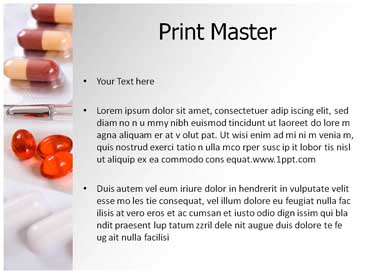 Print Master
• Your Text here
• Lorem ipsum dolor sit amet, consectetuer adip iscing elit, sed
diam no n u mmy nibh euismod tincidunt ut laoreet do lore m
agna aliquam er at v olut pat. Ut wisi enim ad mi ni m venia m,
quis nostrud exerci tatio n ulla mco rper susc ip it lobor tis nisl
ut aliquip ex ea commodo cons equat.www.1ppt.com
• Duis autem vel eum iriure dolor in hendrerit in vulputate velit
esse mo les tie consequat, vel illum dolore eu feugiat nulla fac
ilisis at vero eros et ac cumsan et iusto odio dign issim qui bla
ndit praesent lup tatum zzril dele nit augue duis dolore te fe
ug ait nulla facilisi